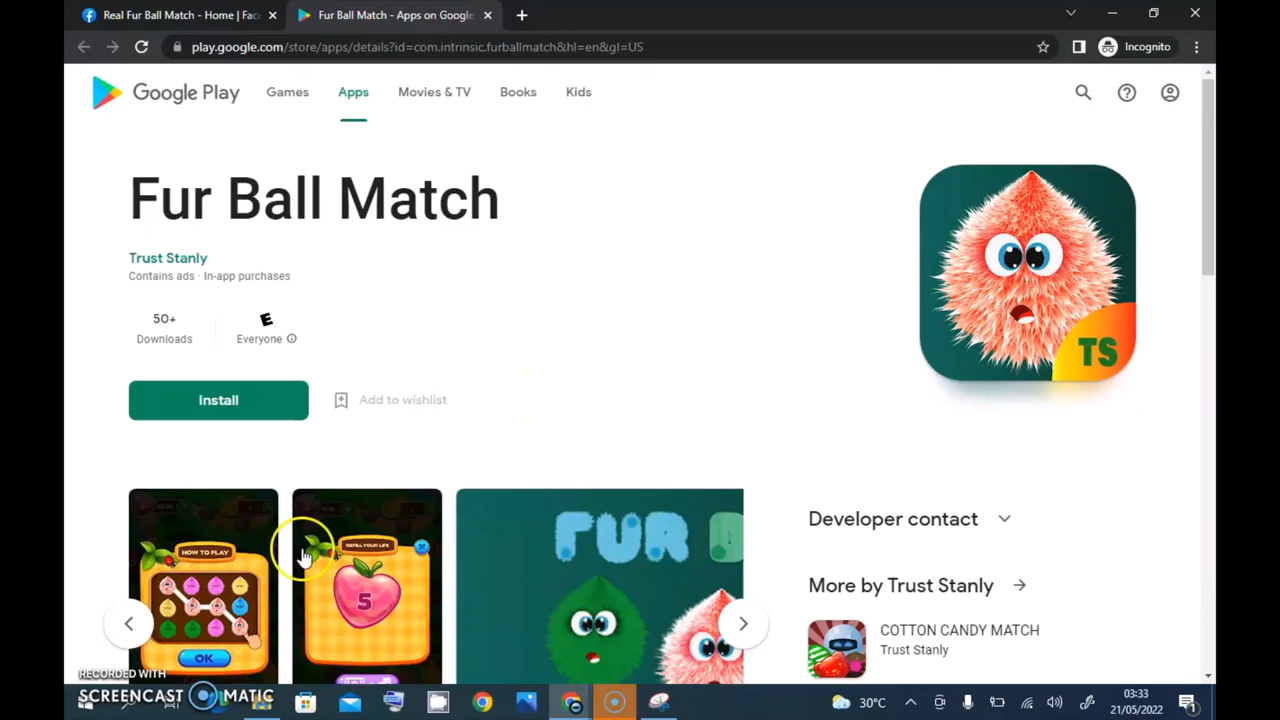 Real Fur Ball Match - Home | Fac
Fur Ball Match - Apps on Google
play.google.com/store/apps/details?id=com.intrinsic.furballmatch&hl=en&gl=US
Incognito
Google Play
Games
Apps
Movies & TV
Books
Kids
Fur Ball Match
Trust Stanly
Contains ads · In-app purchases
50+
Downloads
E
Everyone
Install
Add to wishlist
TS
HOW TO PLAY
OK
REFILL YOUR LIFE
5
FUR B
Developer contact
More by Trust Stanly
COTTON CANDY MATCH
Trust Stanly
RECORDED WITH
SCREENCAST MATIC
30°C
03:33
21/05/2022
1